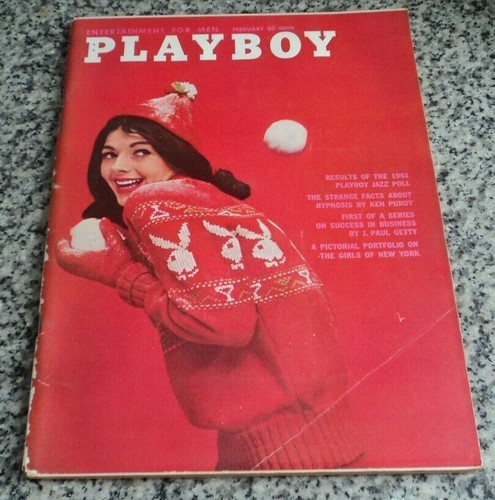 ENTERTAINMENT FOR MEN FEBRUARY 60 cents
PLAYBOY
RESULTS OF THE 1961
PLAYBOY JAZZ POLL
THE STRANGE FACTS ABOUT
HYPNOSIS BY KEN PURDY
FIRST OF A SERIES
ON SUCCESS IN BUSINESS
BY J. PAUL GETTY
A PICTORIAL PORTFOLIO ON
THE GIRLS OF NEW YORK